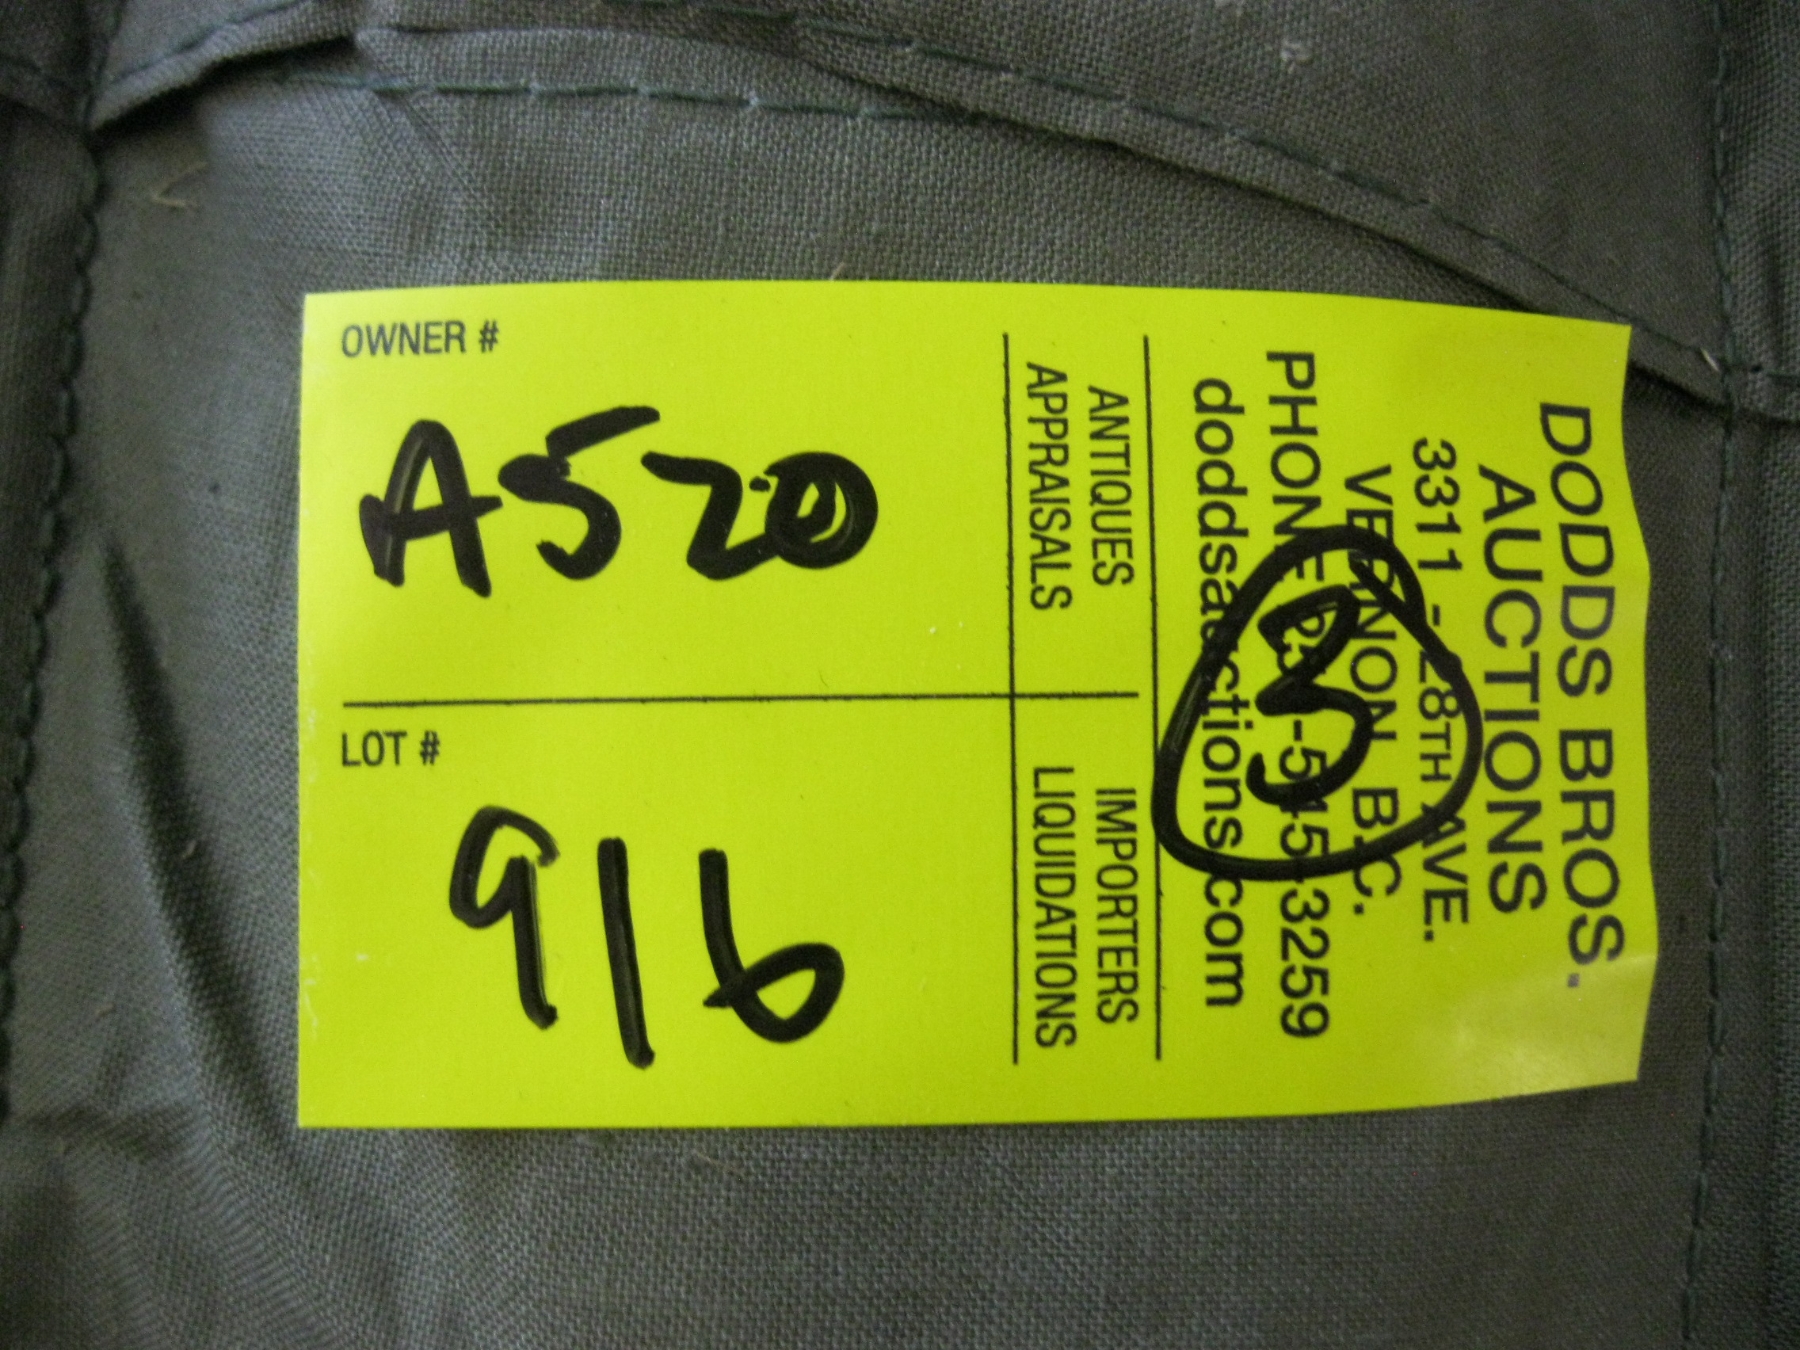 OWNER #
A520
LOT #
916
ANTIQUES
APPRAISALS
IMPORTERS
LIQUIDATIONS
DODDS BROS.
AUCTIONS
3311 - 28TH AVE.
VERNON B.C.
PHONE -545-3259
doddsauctions.com